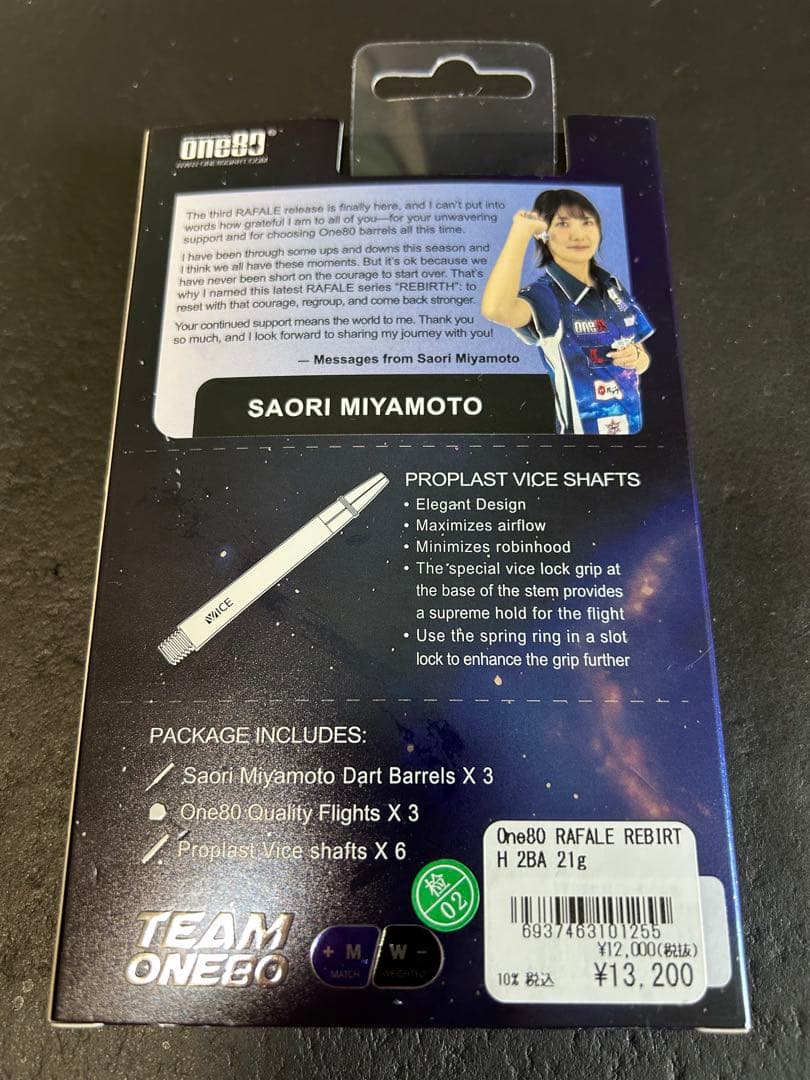 one80®
WWW.ONE80DART.COM
The third RAFALE release is finally here, and I can't put into
words how grateful I am to all of you—for your unwavering
support and for choosing One80 barrels all this time.
I have been through some ups and downs this season and
I think we all have these moments. But it's ok because we
have never been short on the courage to start over. That's
why I named this latest RAFALE series "REBIRTH": to
reset with that courage, regroup, and come back stronger.
Your continued support means the world to me. Thank you
so much, and I look forward to sharing my journey with you!
— Messages from Saori Miyamoto
SAORI MIYAMOTO
PROPLAST VICE SHAFTS
• Elegant Design
• Maximizes airflow
• Minimizes robinhood
• The special vice lock grip at
the base of the stem provides
a supreme hold for the flight
• Use the spring ring in a slot
lock to enhance the grip further
VICE
PACKAGE INCLUDES:
Saori Miyamoto Dart Barrels X 3
One80 Quality Flights X 3
Proplast Vice shafts X 6
TEAM
ONE80
+ M
MATCH
W -
WEIGHTED
检
02
One80 RAFALE REBIRT
H 2BA 21g
6937463101255
¥12,000(税抜)
10% 税込 ¥13,200